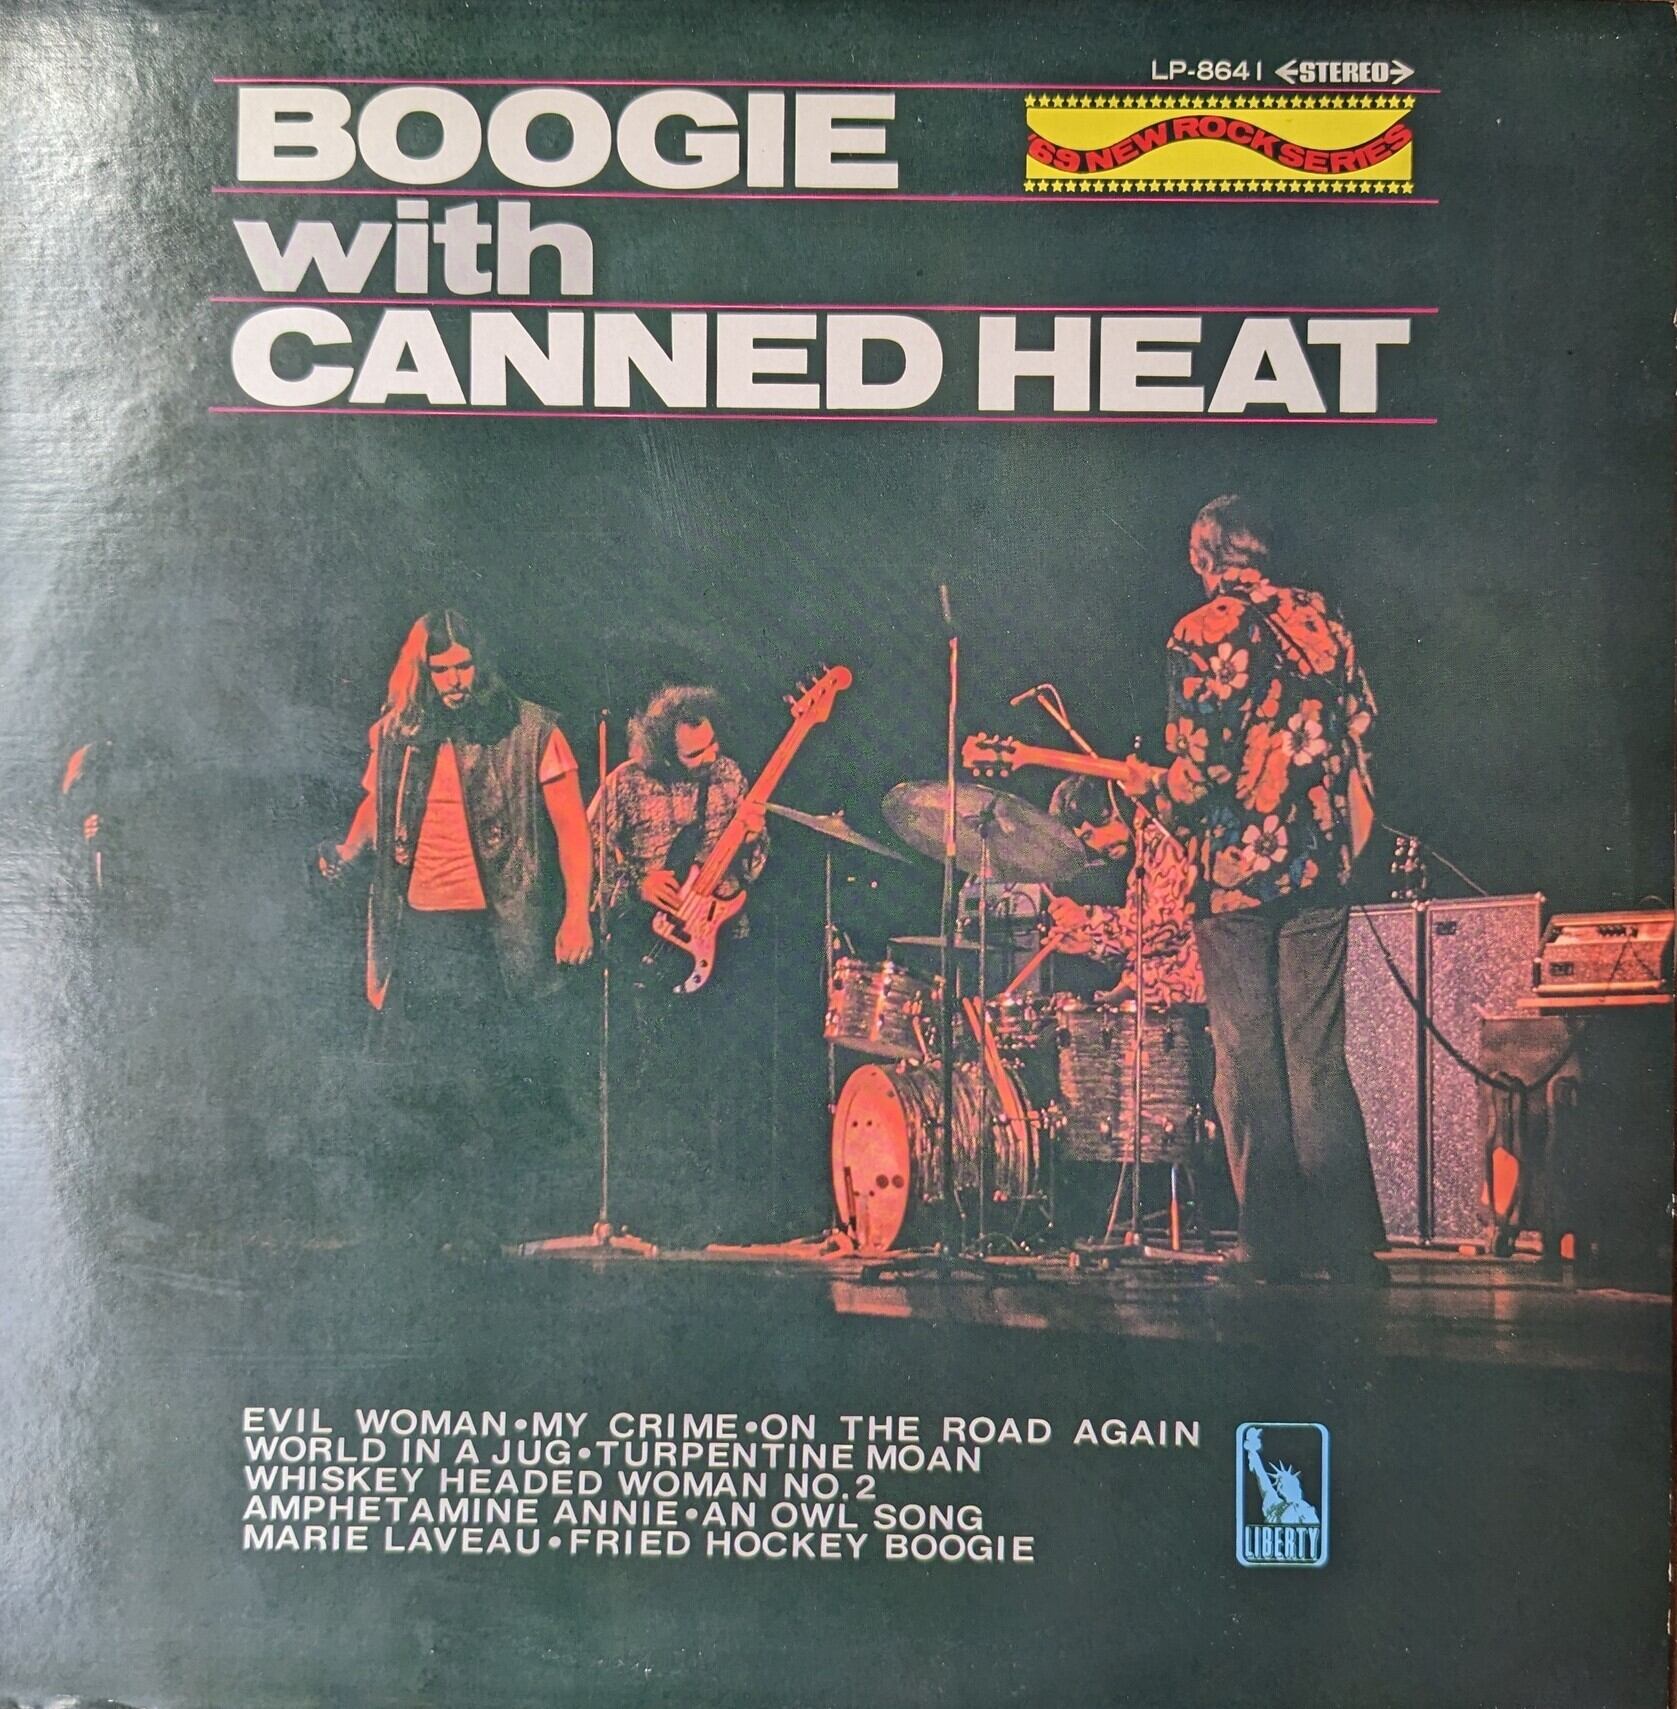 LP-8641 STEREO
BOOGIE
'69 NEW ROCK SERIES
with
CANNED HEAT
EVIL WOMAN•MY CRIME•ON THE ROAD AGAIN
WORLD IN A JUG•TURPENTINE MOAN
WHISKEY HEADED WOMAN NO.2
AMPHETAMINE ANNIE•AN OWL SONG
MARIE LAVEAU•FRIED HOCKEY BOOGIE
LIBERTY